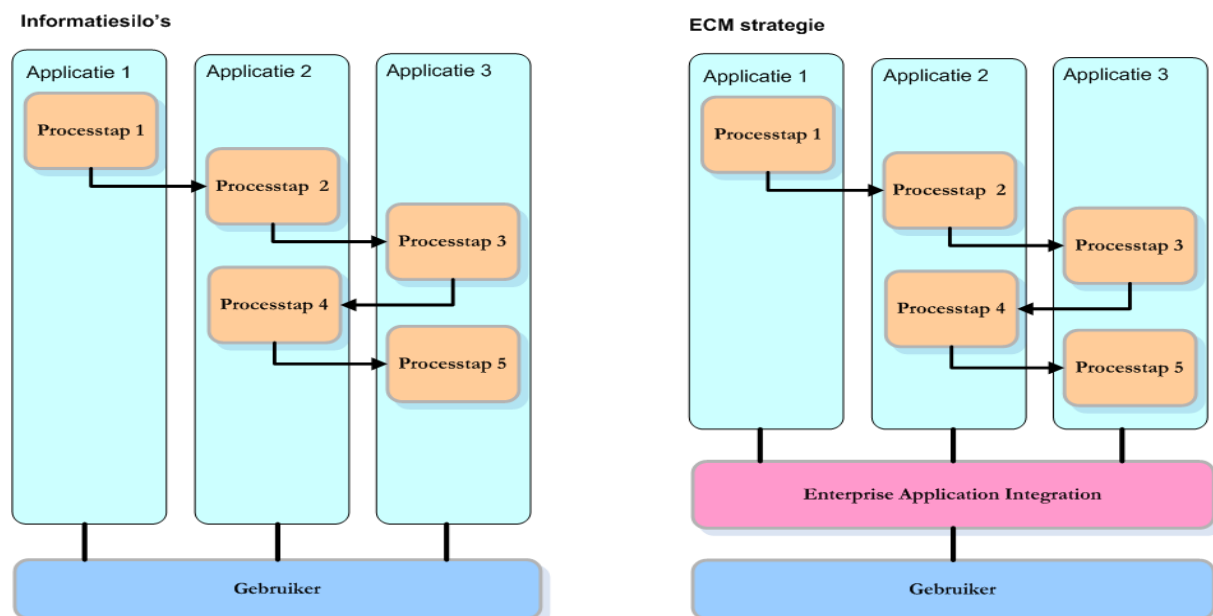 Informatiesilo's
Applicatie 1
Applicatie 2
Applicatie 3
Processtap 1
Processtap 2
Processtap 3
Processtap 4
Processtap 5
Gebruiker
ECM strategie
Applicatie 1
Applicatie 2
Applicatie 3
Processtap 1
Processtap 2
Processtap 3
Processtap 4
Processtap 5
Enterprise Application Integration
Gebruiker